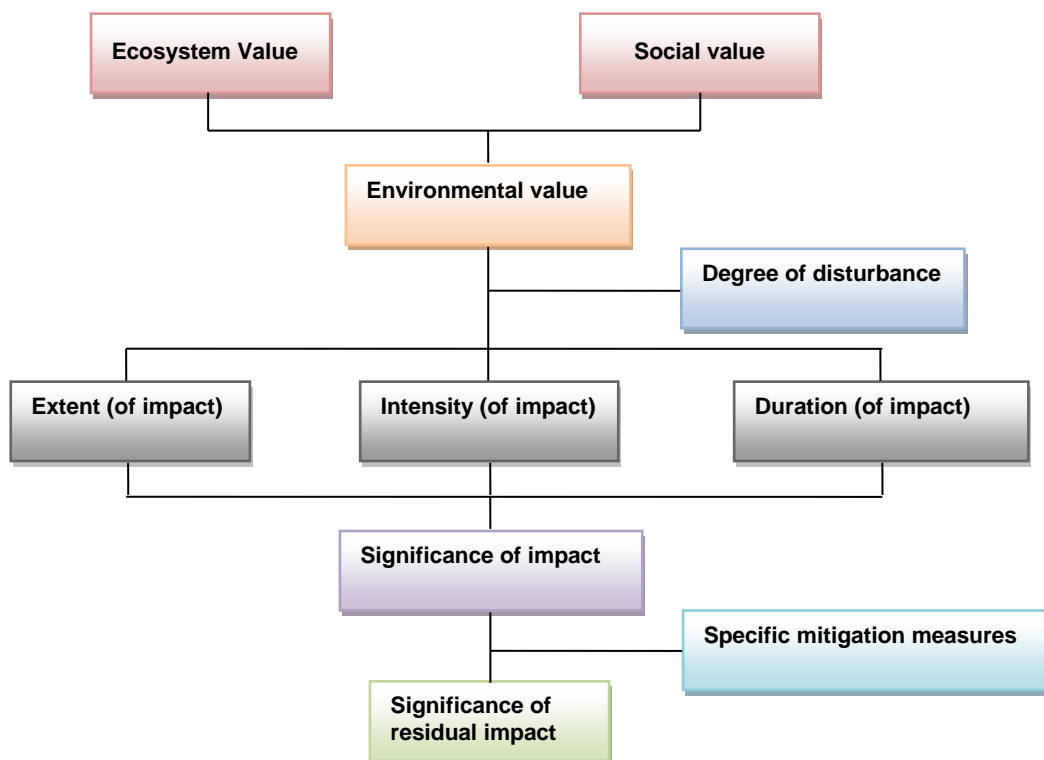 Ecosystem Value
Social value
Environmental value
Degree of disturbance
Extent (of impact)
Intensity (of impact)
Duration (of impact)
Significance of impact
Specific mitigation measures
Significance of
residual impact